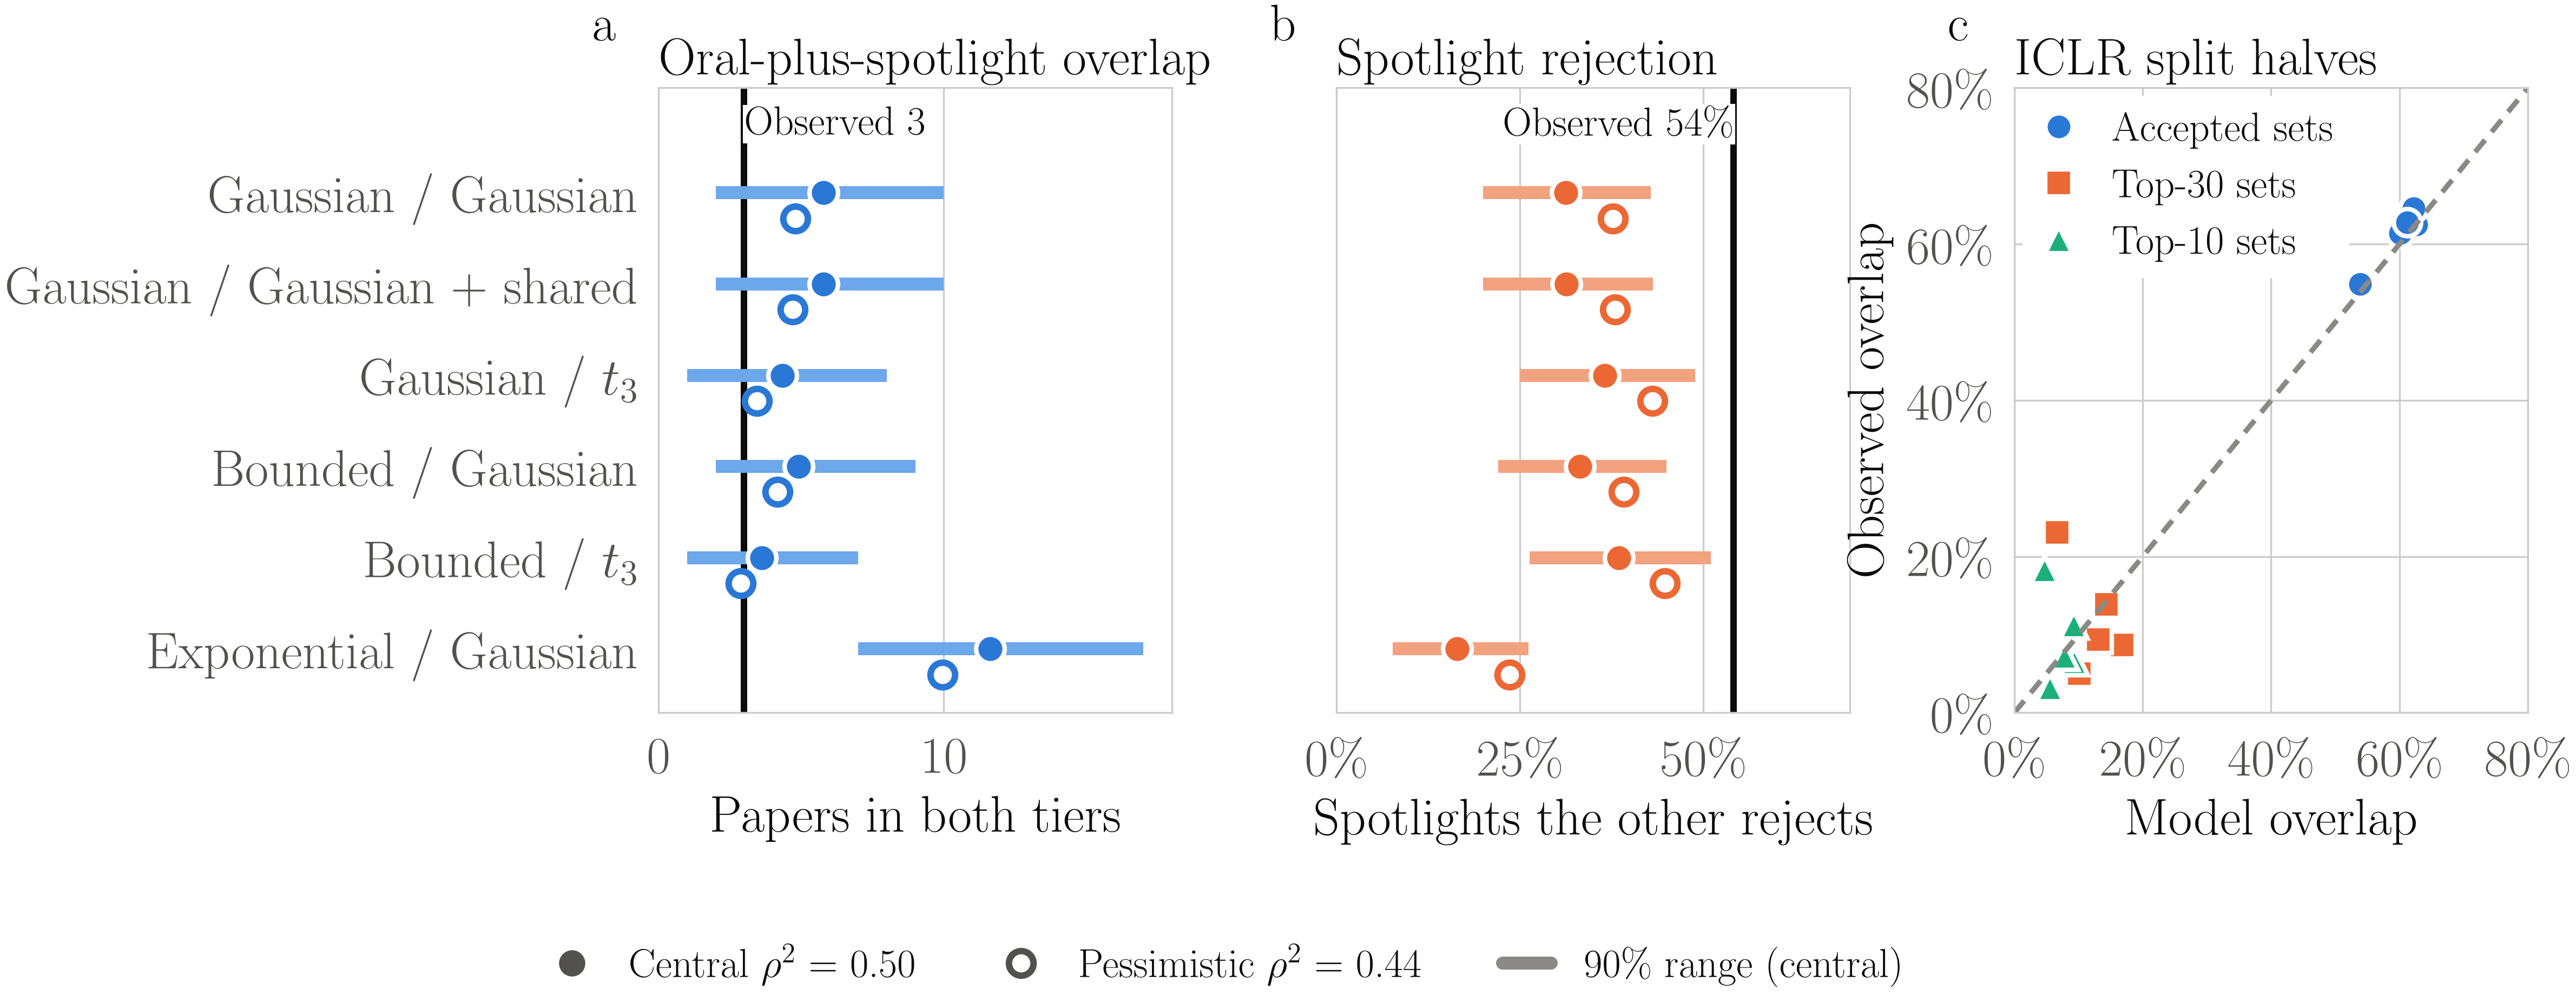 a
Oral-plus-spotlight overlap
Observed 3
Gaussian / Gaussian
Gaussian / Gaussian + shared
Gaussian / t₃
Bounded / Gaussian
Bounded / t₃
Exponential / Gaussian
0
10
Papers in both tiers
b
Spotlight rejection
Observed 54%
0%
25%
50%
Spotlights the other rejects
c
ICLR split halves
Accepted sets
Top-30 sets
Top-10 sets
Observed overlap
80%
60%
40%
20%
0%
0%
20%
40%
60%
80%
Model overlap
Central ρ² = 0.50
Pessimistic ρ² = 0.44
90% range (central)